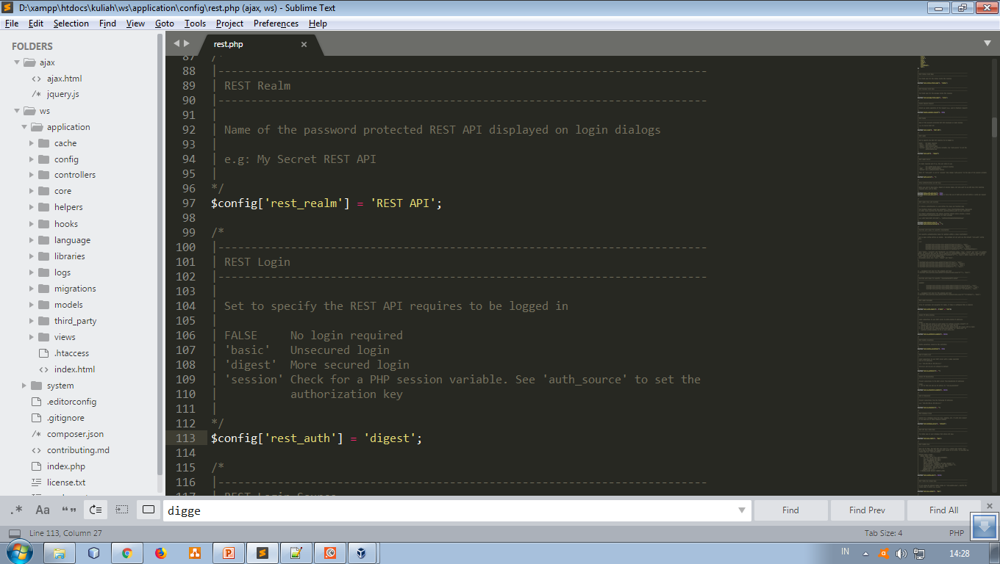 D:\xampp\htdocs\kuliah\ws\application\config\rest.php (ajax, ws) - Sublime Text
File Edit Selection Find View Goto Tools Project Preferences Help
FOLDERS
ajax
<> ajax.html
/* jquery.js
ws
application
cache
config
controllers
core
helpers
hooks
language
libraries
logs
migrations
models
third_party
views
.htaccess
<> index.html
system
.editorconfig
.gitignore
/* composer.json
<> contributing.md
index.php
license.txt
rest.php
87 /*
88 |--------------------------------------------------------------------------
89 | REST Realm
90 |--------------------------------------------------------------------------
91 |
92 | Name of the password protected REST API displayed on login dialogs
93 |
94 | e.g: My Secret REST API
95 |
96 */
97 $config['rest_realm'] = 'REST API';
98
99 /*
100 |--------------------------------------------------------------------------
101 | REST Login
102 |--------------------------------------------------------------------------
103 |
104 | Set to specify the REST API requires to be logged in
105 |
106 | FALSE     No login required
107 | 'basic'   Unsecured login
108 | 'digest'  More secured login
109 | 'session' Check for a PHP session variable. See 'auth_source' to set the
110 |           authorization key
111 |
112 */
113 $config['rest_auth'] = 'digest';
114
115 /*
116 |--------------------------------------------------------------------------
117 | REST Login Source
.* Aa “” digge Find Find Prev Find All
Line 113, Column 27 Tab Size: 4 PHP
IN 14:28